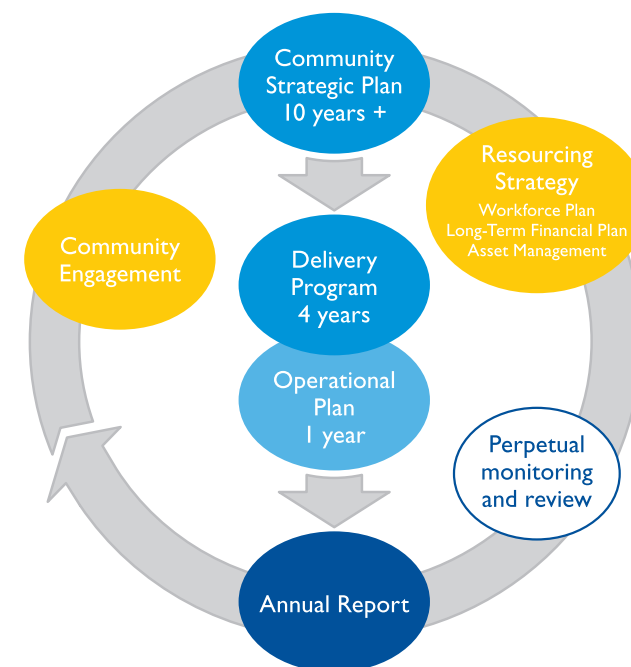 Community
Strategic Plan
10 years +
Resourcing
Strategy
Workforce Plan
Long-Term Financial Plan
Asset Management
Community
Engagement
Delivery
Program
4 years
Operational
Plan
1 year
Perpetual
monitoring
and review
Annual Report